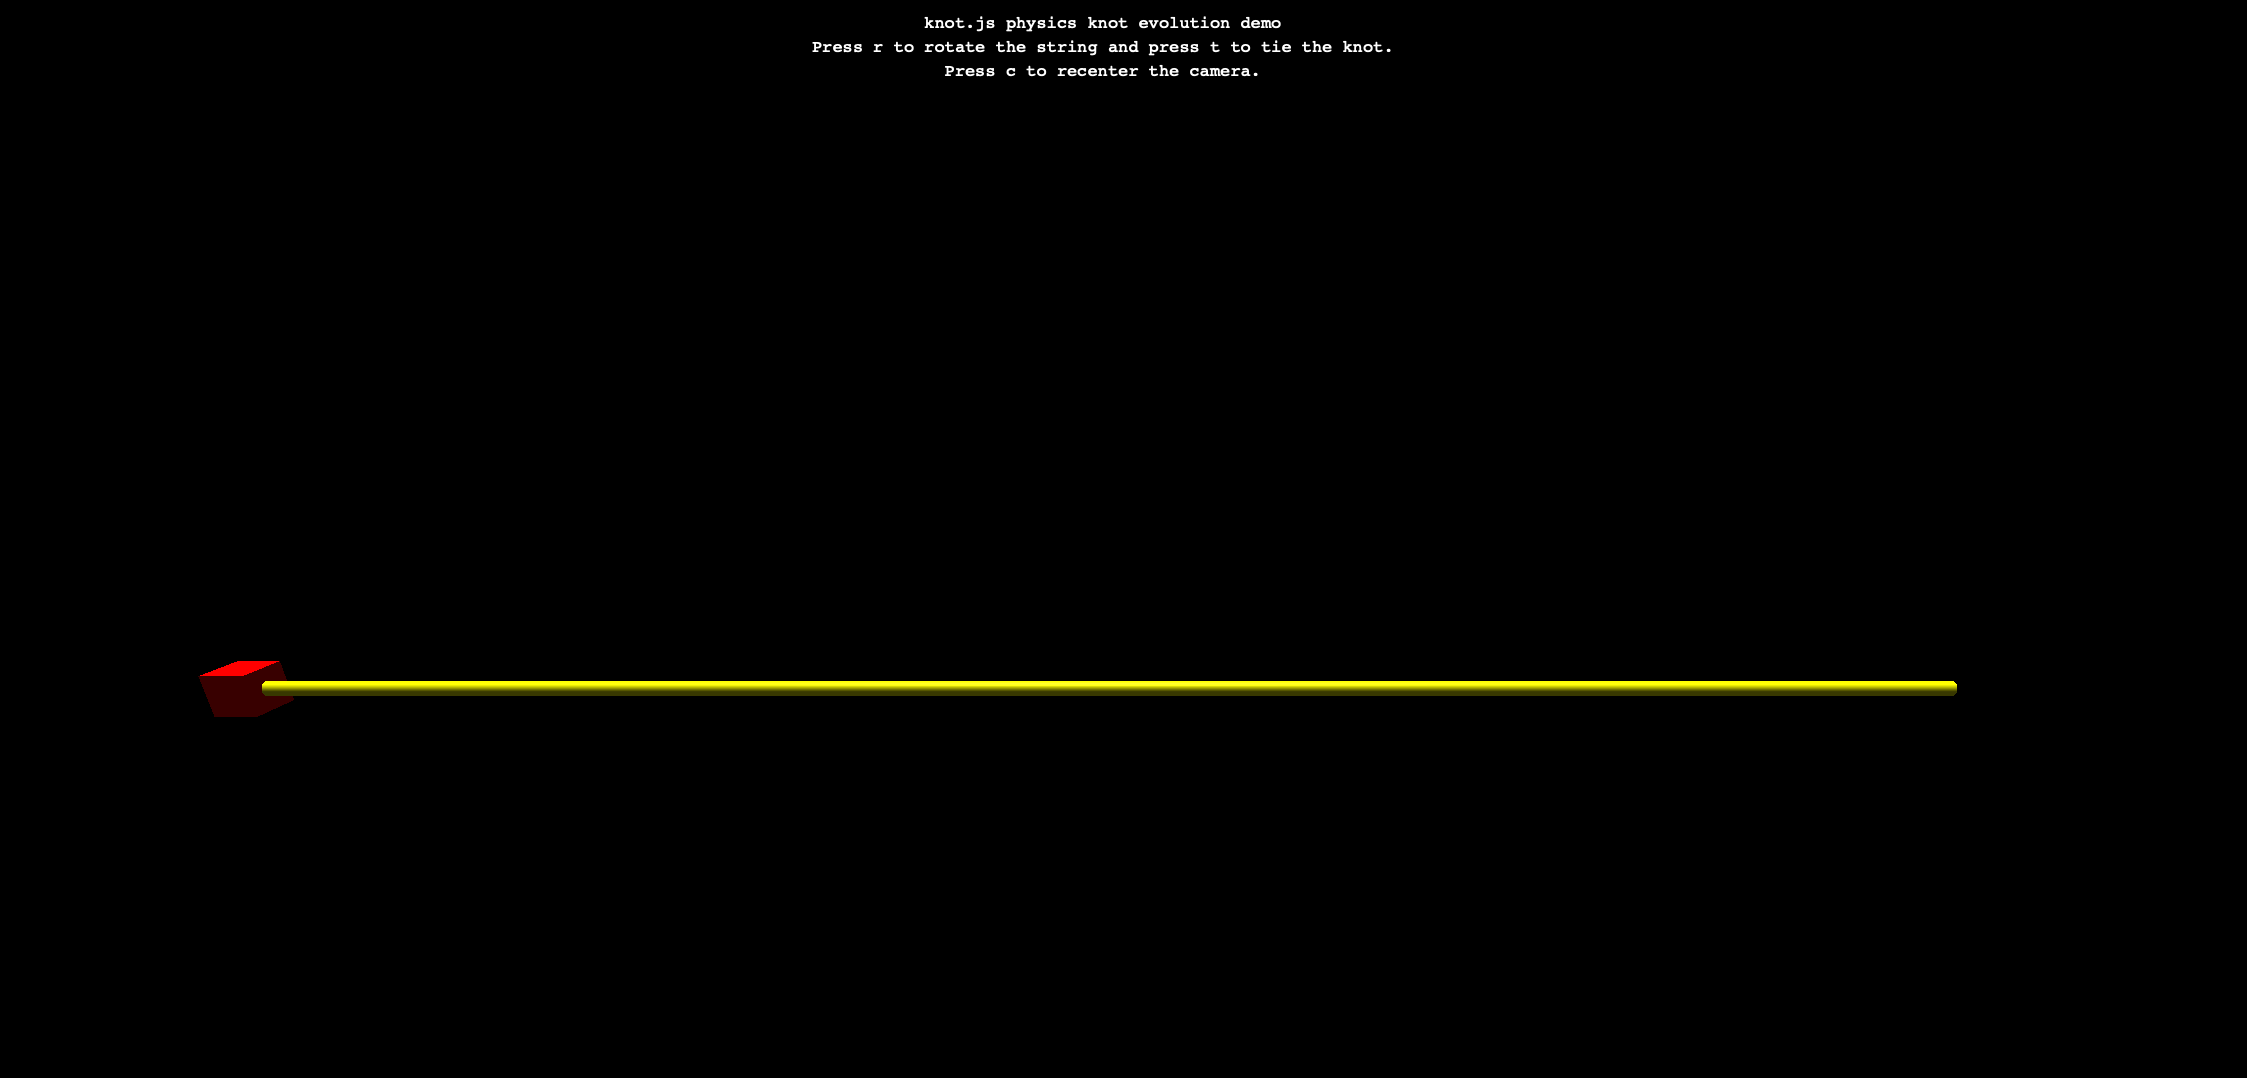 knot.js physics knot evolution demo
Press r to rotate the string and press t to tie the knot.
Press c to recenter the camera.